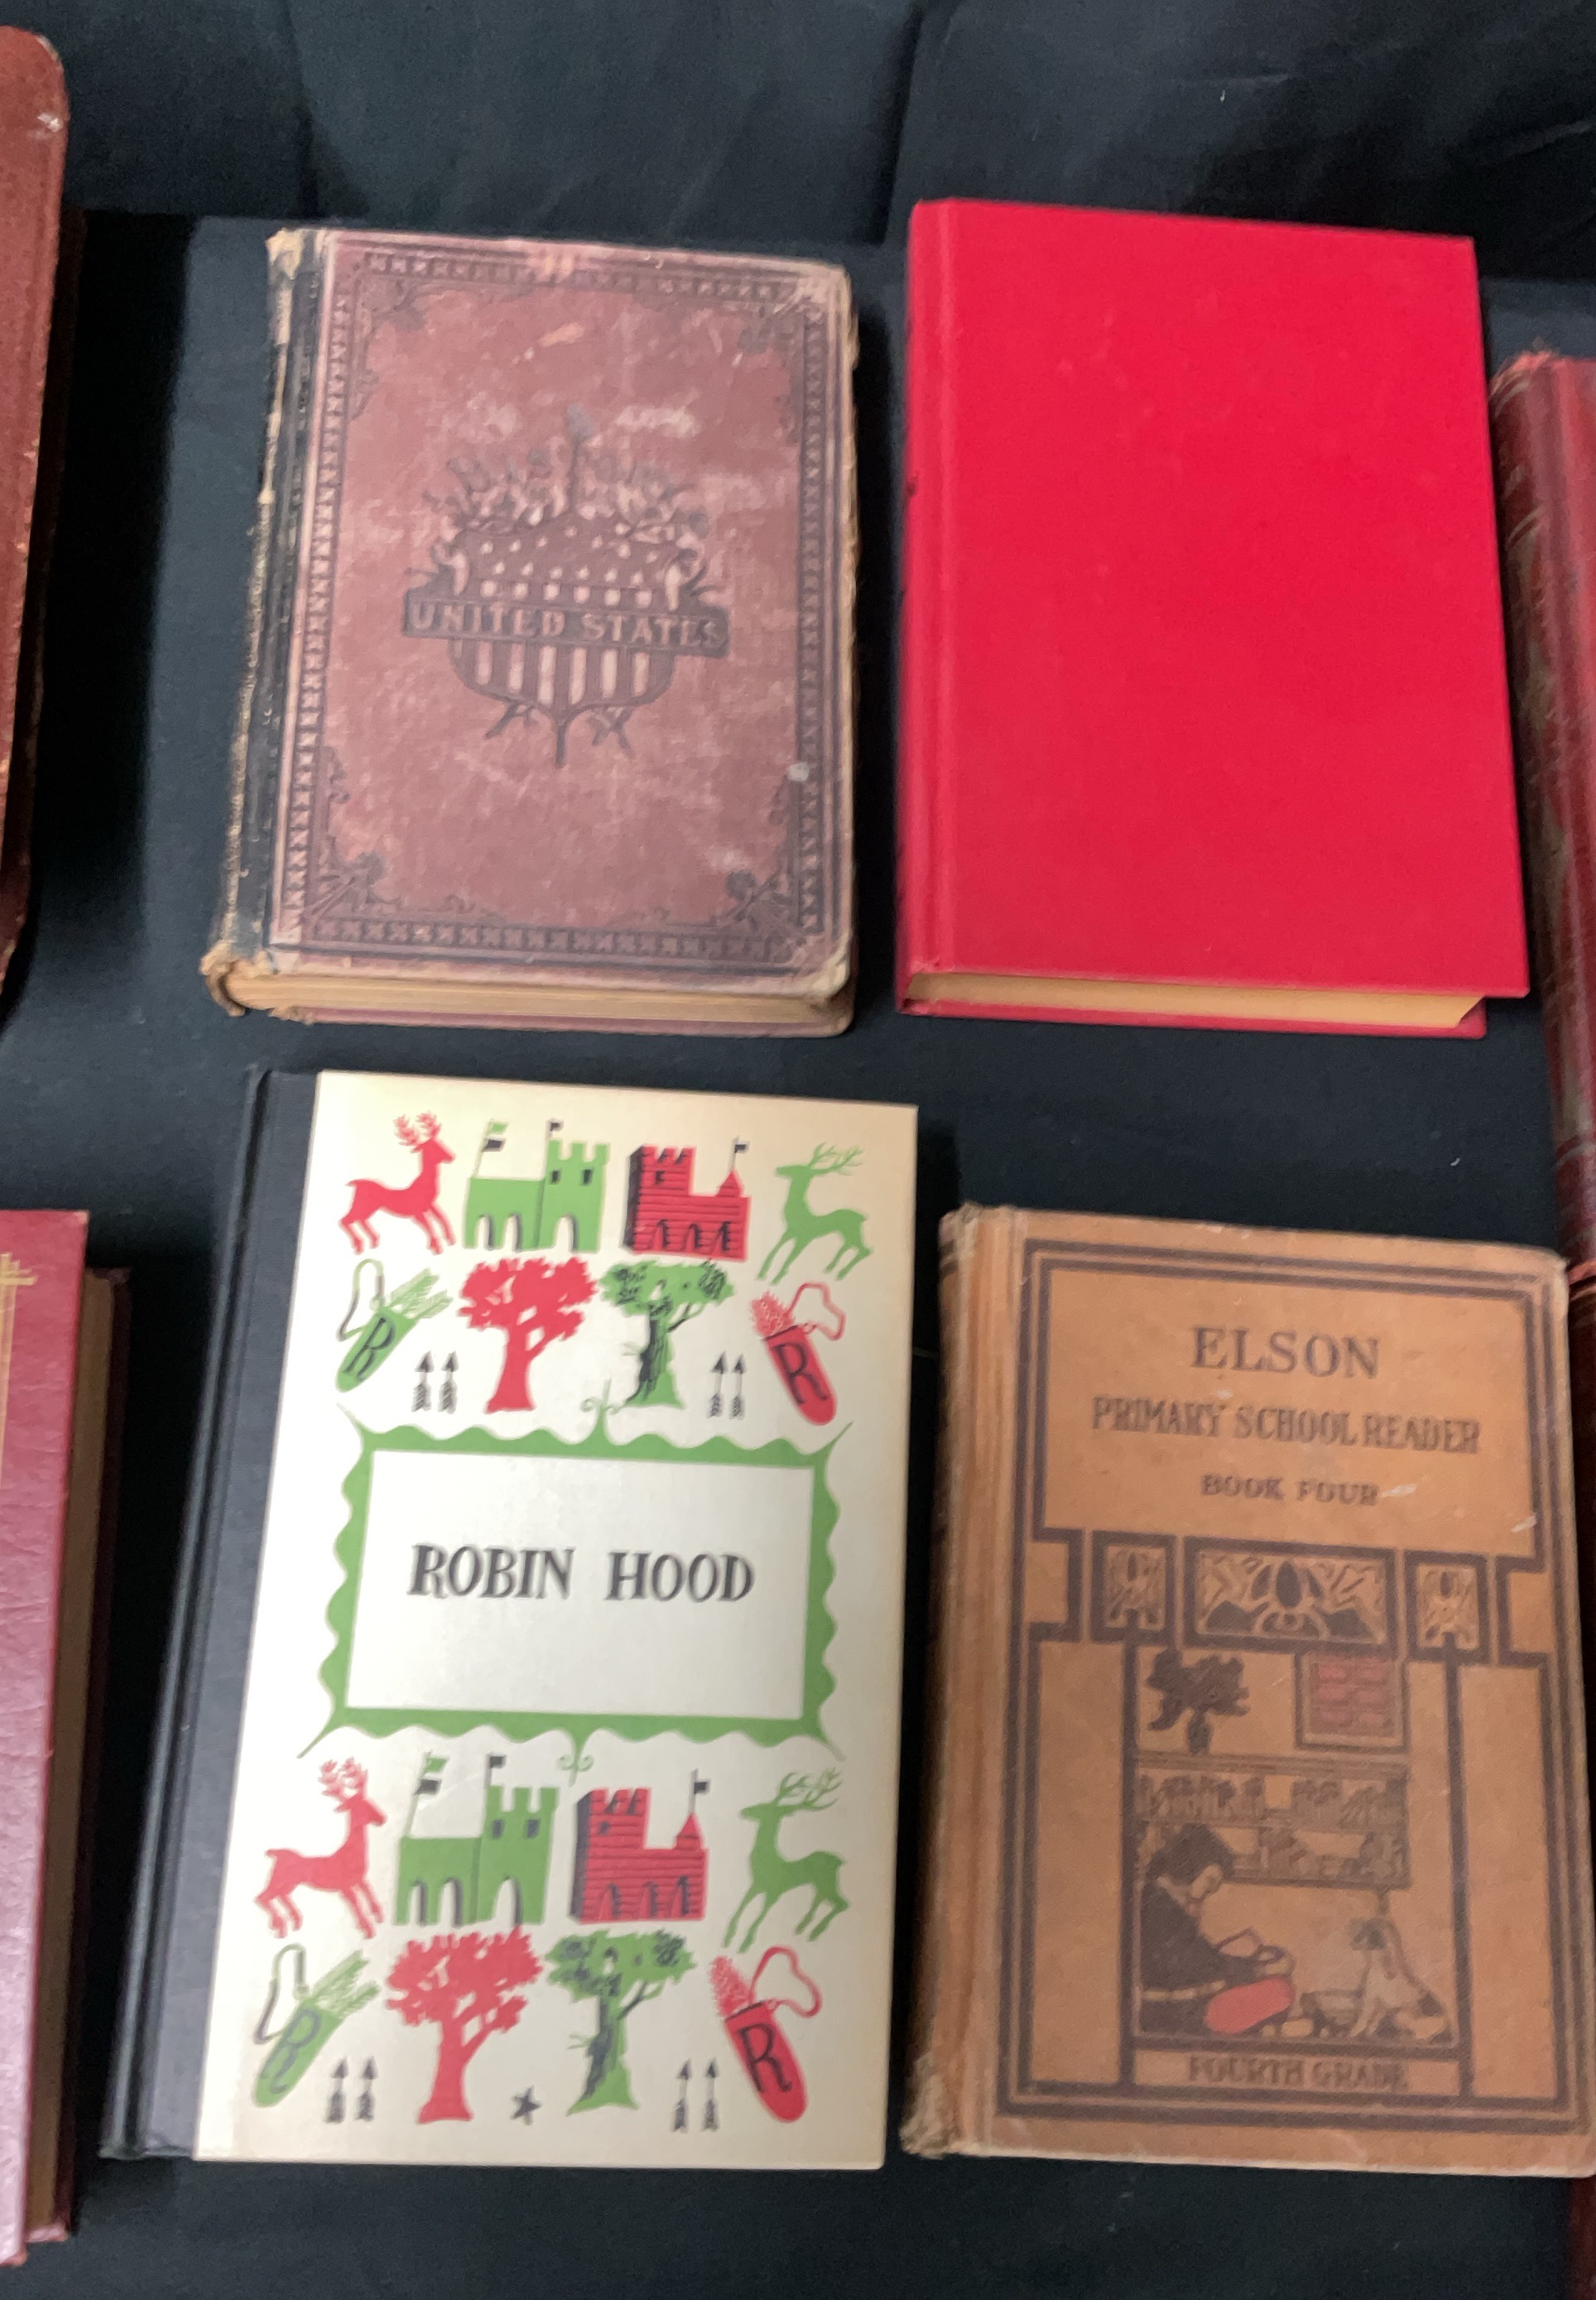 UNITED STATES
R
R
ROBIN HOOD
R
R
ELSON
PRIMARY SCHOOL READER
BOOK FOUR
FOURTH GRADE